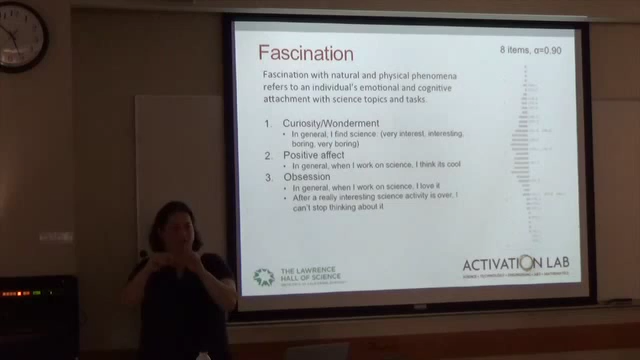 Fascination
8 items, α=0.90
Fascination with natural and physical phenomena
refers to an individual's emotional and cognitive
attachment with science topics and tasks.
1. Curiosity/Wonderment
• In general, I find science: (very interest, interesting,
boring, very boring)
2. Positive affect
• In general, when I work on science, I think its cool
3. Obsession
• In general, when I work on science, I love it
• After a really interesting science activity is over, I
can't stop thinking about it
THE LAWRENCE
HALL OF SCIENCE
ACTIVATION LAB